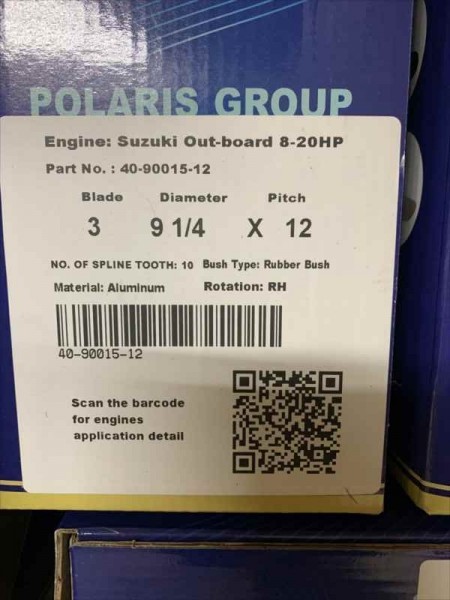 POLARIS GROUP
Engine: Suzuki Out-board 8-20HP
Part No. : 40-90015-12
Blade Diameter Pitch
3 9 1/4 X 12
NO. OF SPLINE TOOTH: 10 Bush Type: Rubber Bush
Material: Aluminum Rotation: RH
40-90015-12
Scan the barcode
for engines
application detail